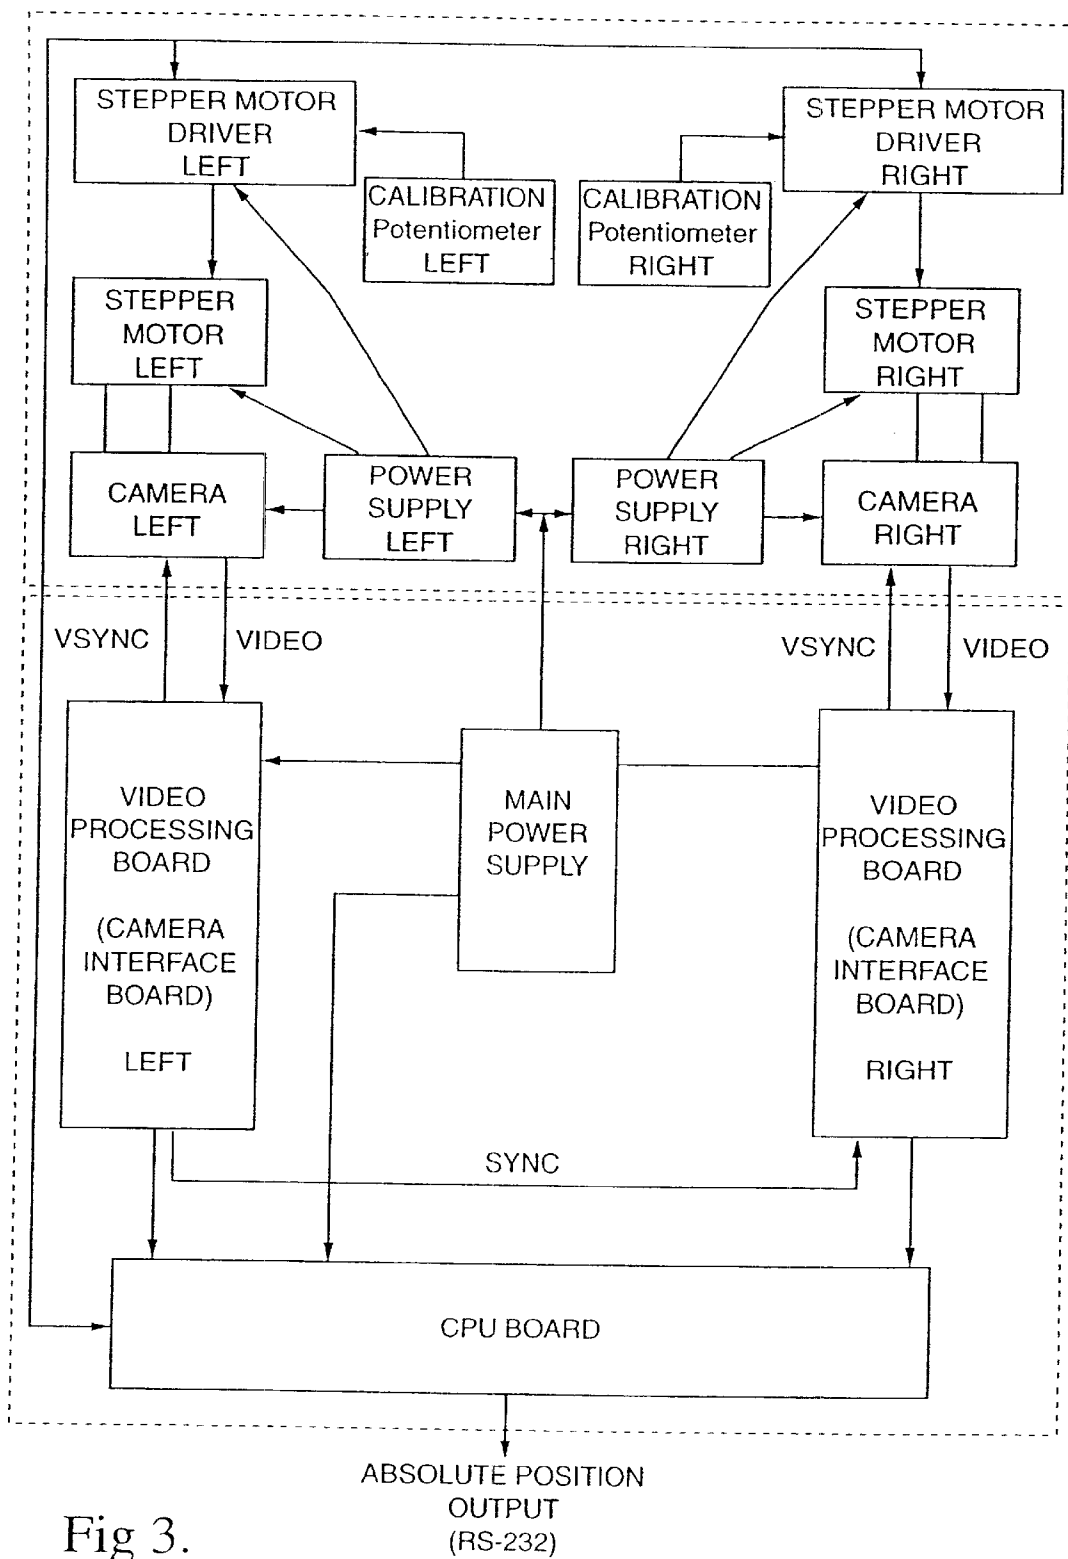 STEPPER MOTOR
DRIVER
LEFT
STEPPER MOTOR
DRIVER
RIGHT
CALIBRATION
Potentiometer
LEFT
CALIBRATION
Potentiometer
RIGHT
STEPPER
MOTOR
LEFT
STEPPER
MOTOR
RIGHT
CAMERA
LEFT
POWER
SUPPLY
LEFT
POWER
SUPPLY
RIGHT
CAMERA
RIGHT
VSYNC
VIDEO
VSYNC
VIDEO
VIDEO
PROCESSING
BOARD
(CAMERA
INTERFACE
BOARD)
LEFT
MAIN
POWER
SUPPLY
VIDEO
PROCESSING
BOARD
(CAMERA
INTERFACE
BOARD)
RIGHT
SYNC
CPU BOARD
ABSOLUTE POSITION
OUTPUT
(RS-232)
Fig 3.